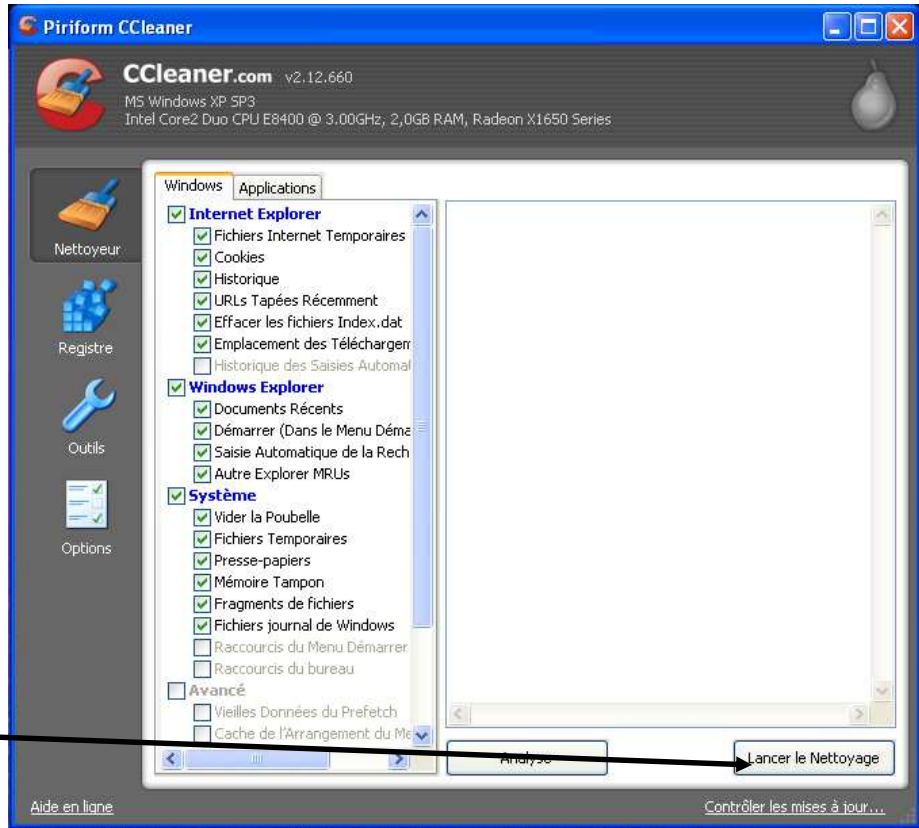 Piriform CCleaner
CCleaner.com v2.12.660
MS Windows XP SP3
Intel Core2 Duo CPU E8400 @ 3.00GHz, 2,0GB RAM, Radeon X1650 Series
Nettoyeur
Registre
Outils
Options
Windows Applications
Internet Explorer
Fichiers Internet Temporaires
Cookies
Historique
URLs Tapées Récemment
Effacer les fichiers Index.dat
Emplacement des Téléchargem
Historique des Saisies Automat
Windows Explorer
Documents Récents
Démarrer (Dans le Menu Déma
Saisie Automatique de la Rech
Autre Explorer MRUs
Système
Vider la Poubelle
Fichiers Temporaires
Presse-papiers
Mémoire Tampon
Fragments de fichiers
Fichiers journal de Windows
Raccourcis du Menu Démarrer
Raccourcis du bureau
Avancé
Vieilles Données du Prefetch
Cache de l'Arrangement du Me
Analyse
Lancer le Nettoyage
Aide en ligne
Contrôler les mises à jour...